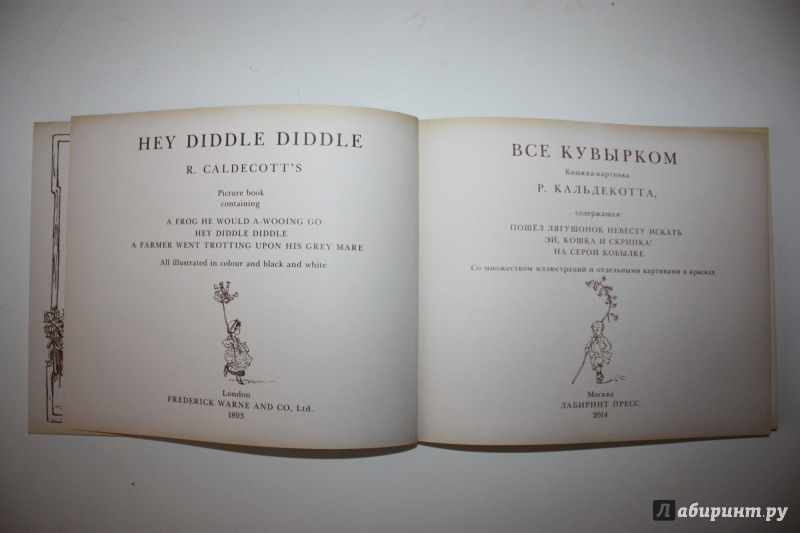 HEY DIDDLE DIDDLE
R. CALDECOTT'S
Picture book
containing
A FROG HE WOULD A-WOOING GO
HEY DIDDLE DIDDLE
A FARMER WENT TROTTING UPON HIS GREY MARE
All illustrated in colour and black and white
London
FREDERICK WARNE AND CO, Ltd.
1893
ВСЕ КУВЫРКОМ
Книжка-картинка
Р. КАЛЬДЕКОТТА,
содержащая:
ПОШЁЛ ЛЯГУШОНОК НЕВЕСТУ ИСКАТЬ
ЭЙ, КОШКА И СКРИПКА!
НА СЕРОЙ КОБЫЛКЕ
Со множеством иллюстраций и отдельными картинами в красках
Москва
ЛАБИРИНТ ПРЕСС
2014
Лабиринт.ру